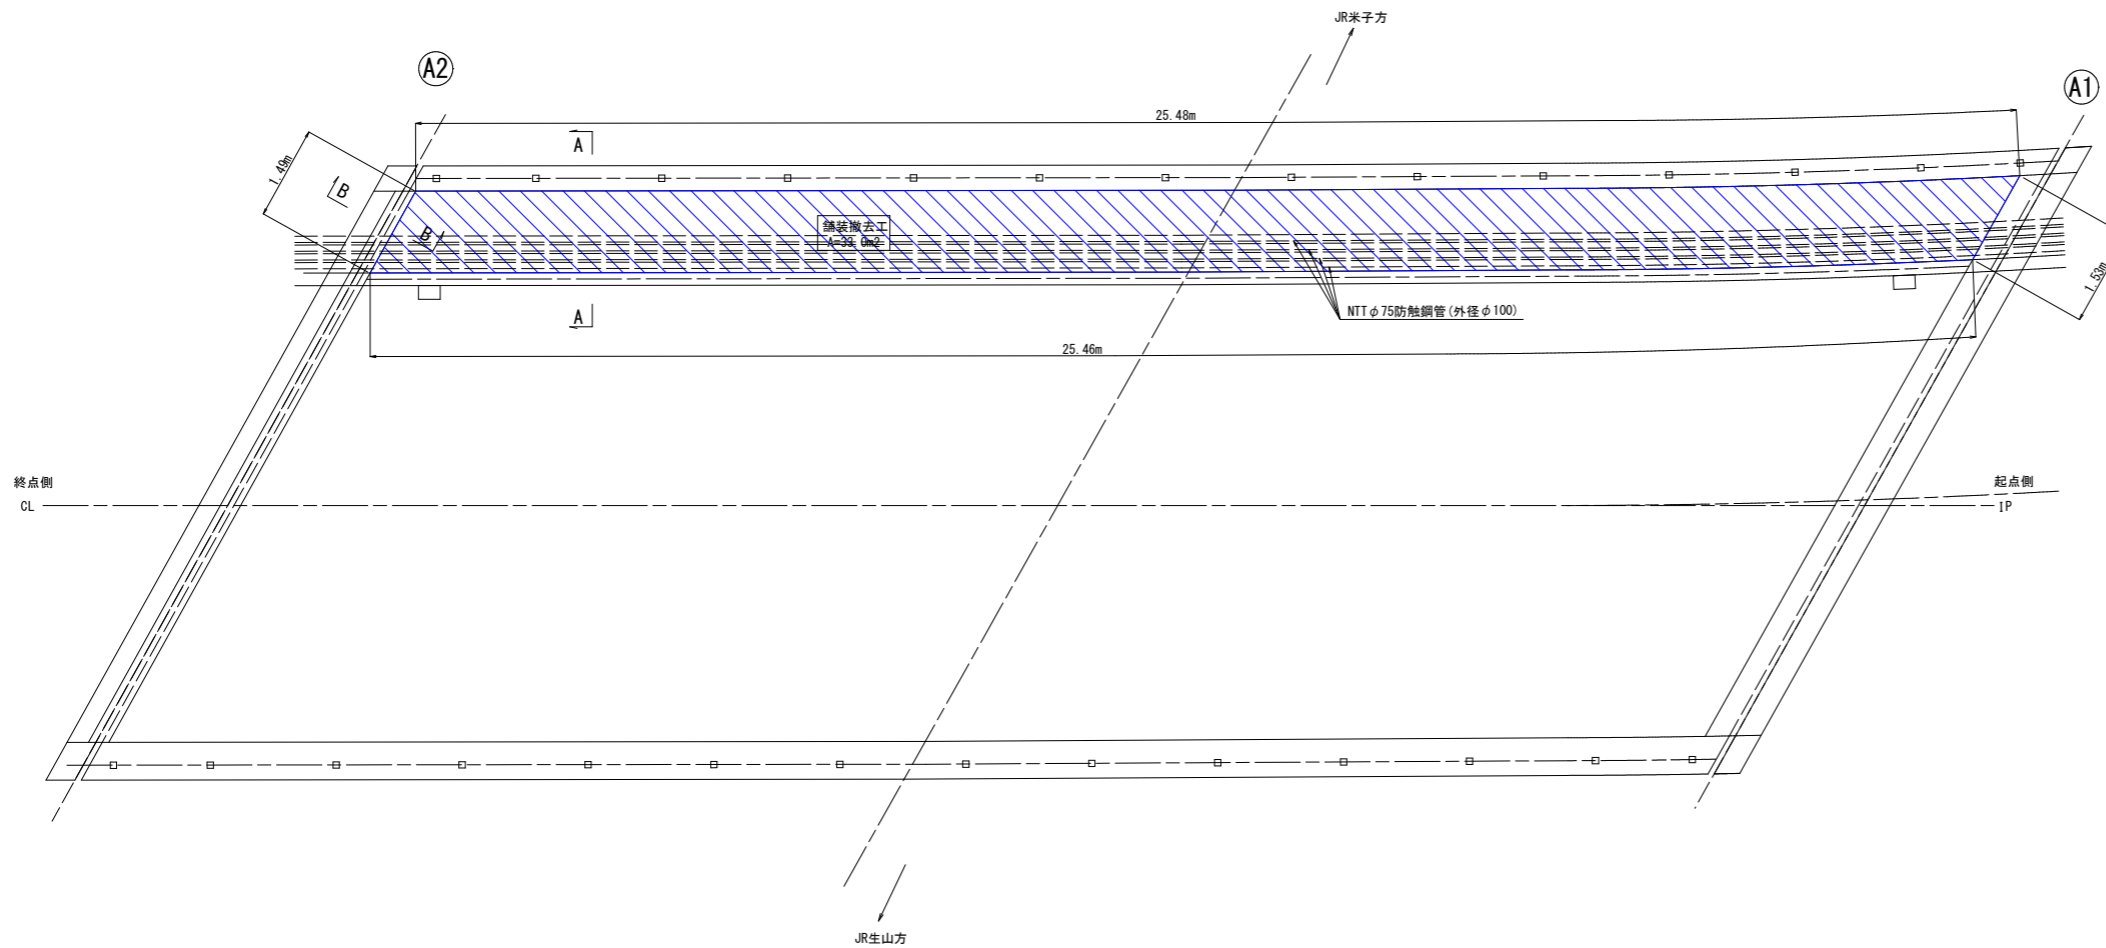 JR米子方
A2
A1
25.48m
A
1.49m
B
B
舗装撤去工
A=33.0m2
1.53m
NTTφ75防触鋼管(外径φ100)
A
25.46m
終点側
CL
起点側
IP
JR生山方